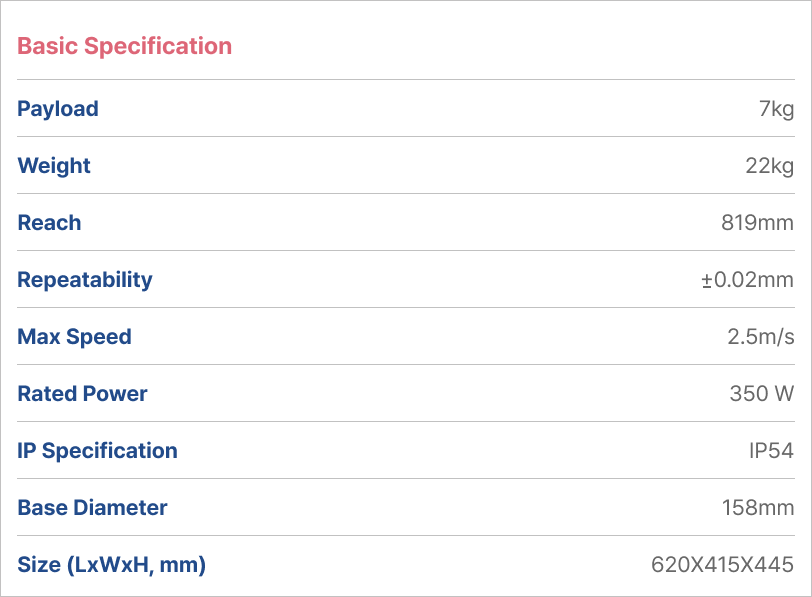 Basic Specification
Payload 7kg
Weight 22kg
Reach 819mm
Repeatability ±0.02mm
Max Speed 2.5m/s
Rated Power 350 W
IP Specification IP54
Base Diameter 158mm
Size (LxWxH, mm) 620X415X445